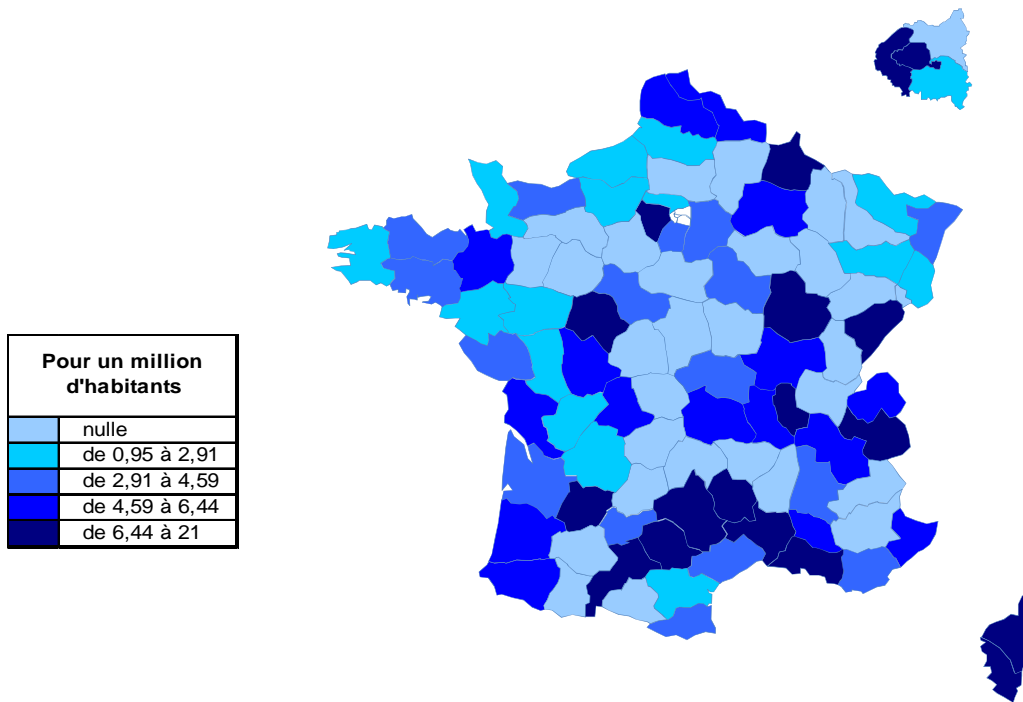 Pour un million
d'habitants
nulle
de 0,95 à 2,91
de 2,91 à 4,59
de 4,59 à 6,44
de 6,44 à 21